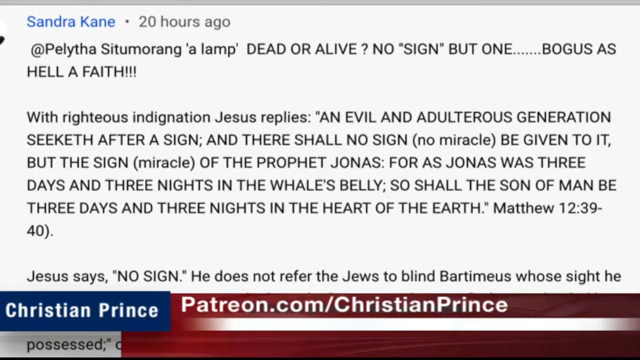 Sandra Kane • 20 hours ago
@Pelytha Situmorang 'a lamp' DEAD OR ALIVE ? NO "SIGN" BUT ONE.......BOGUS AS
HELL A FAITH!!!
With righteous indignation Jesus replies: "AN EVIL AND ADULTEROUS GENERATION
SEEKETH AFTER A SIGN; AND THERE SHALL NO SIGN (no miracle) BE GIVEN TO IT,
BUT THE SIGN (miracle) OF THE PROPHET JONAS: FOR AS JONAS WAS THREE
DAYS AND THREE NIGHTS IN THE WHALE'S BELLY; SO SHALL THE SON OF MAN BE
THREE DAYS AND THREE NIGHTS IN THE HEART OF THE EARTH." Matthew 12:39-
40).
Jesus says, "NO SIGN." He does not refer the Jews to blind Bartimeus whose sight he
Christian Prince
Patreon.com/ChristianPrince
possessed;"